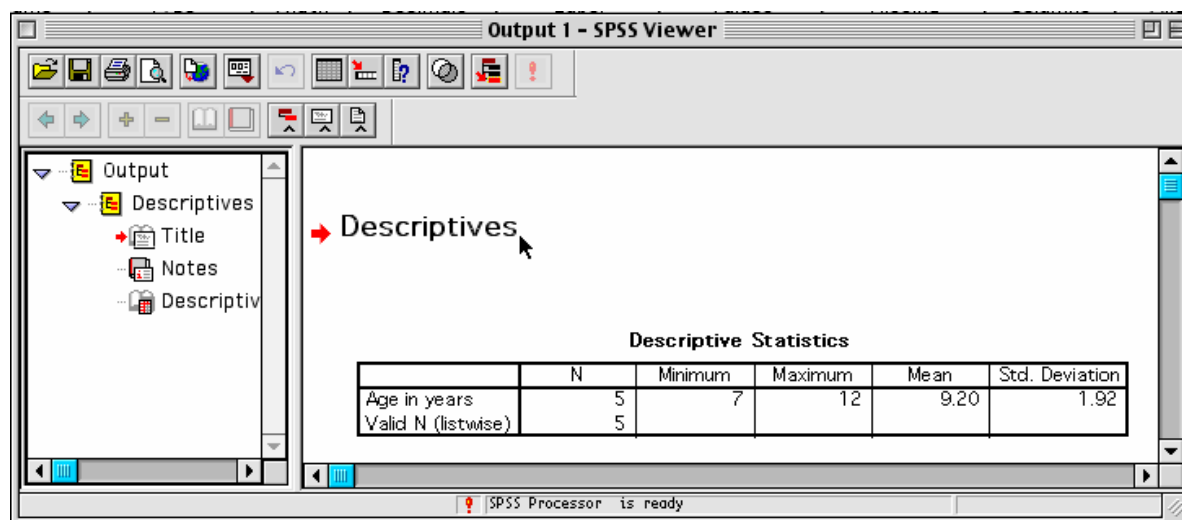 Output 1 - SPSS Viewer
Output
Descriptives
Title
Notes
Descriptiv
Descriptives
Descriptive Statistics
N Minimum Maximum Mean Std. Deviation
Age in years 5 7 12 9.20 1.92
Valid N (listwise) 5
SPSS Processor is ready